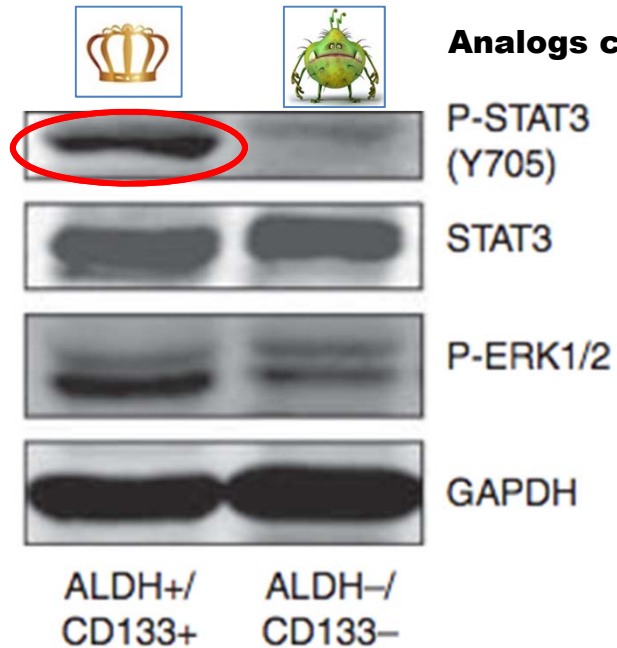 Analogs c
P-STAT3
(Y705)
STAT3
P-ERK1/2
GAPDH
ALDH+/
CD133+
ALDH–/
CD133–